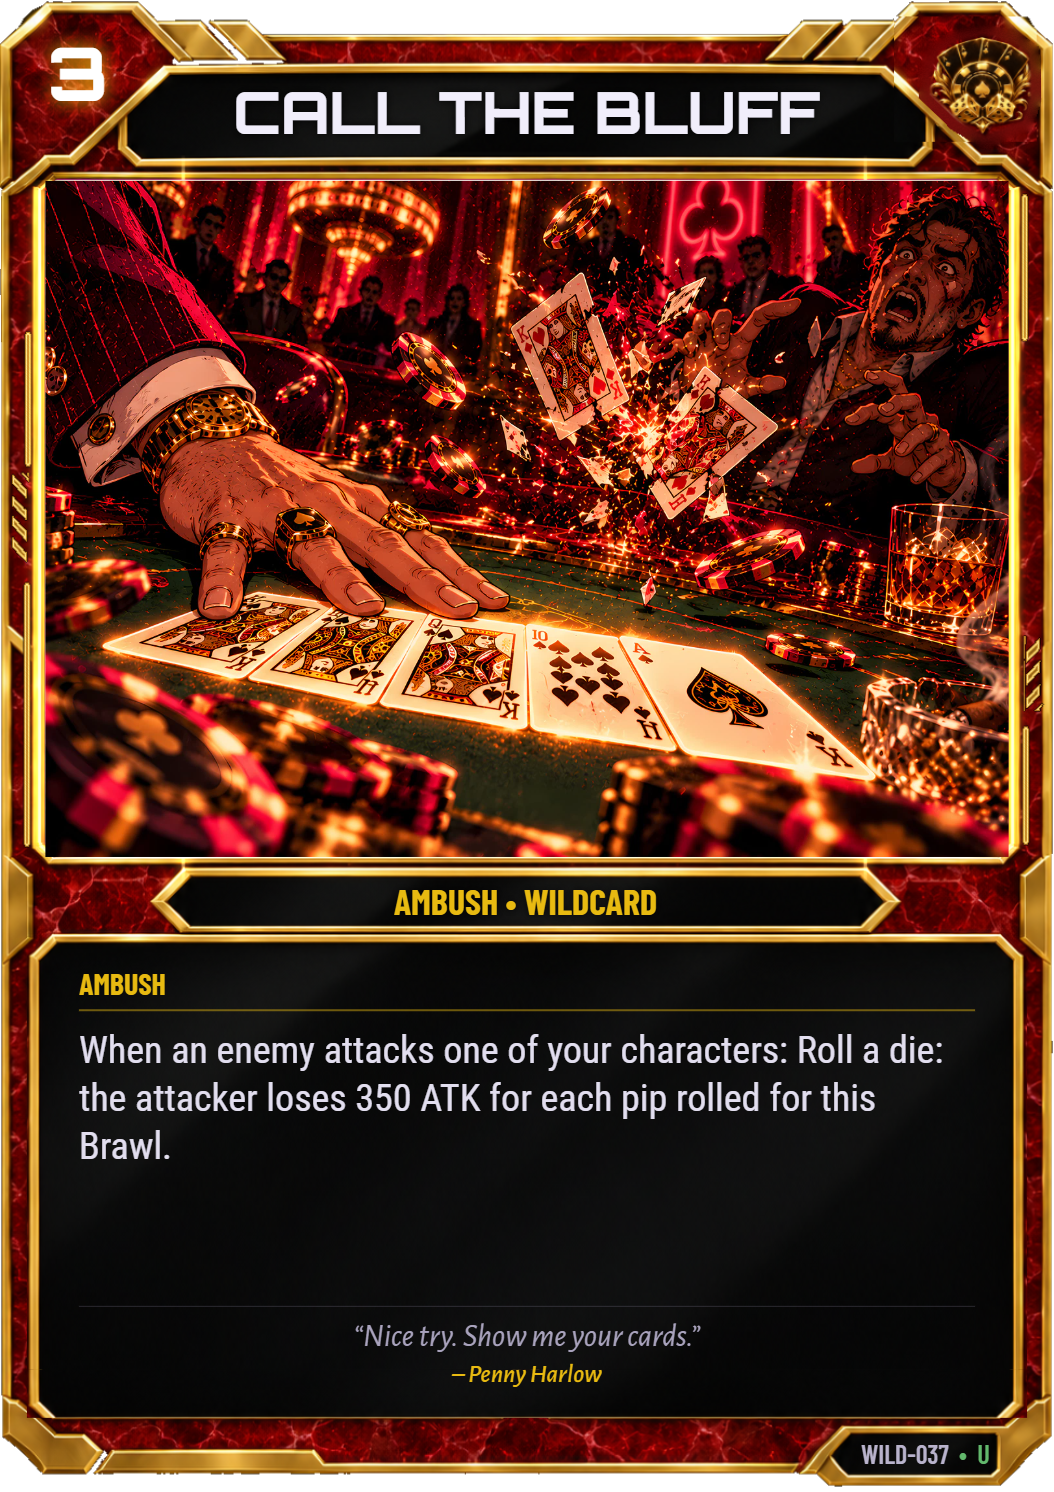 3
CALL THE BLUFF
K
K
Q
K
10
H
A
K
AMBUSH • WILDCARD
AMBUSH
When an enemy attacks one of your characters: Roll a die:
the attacker loses 350 ATK for each pip rolled for this
Brawl.
“Nice try. Show me your cards.”
– Penny Harlow
WILD-037 • U